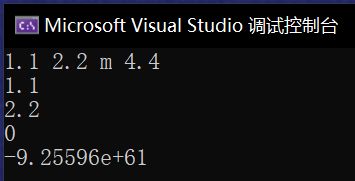 Microsoft Visual Studio 调试控制台
1.1 2.2 m 4.4
1.1
2.2
0
-9.25596e+61